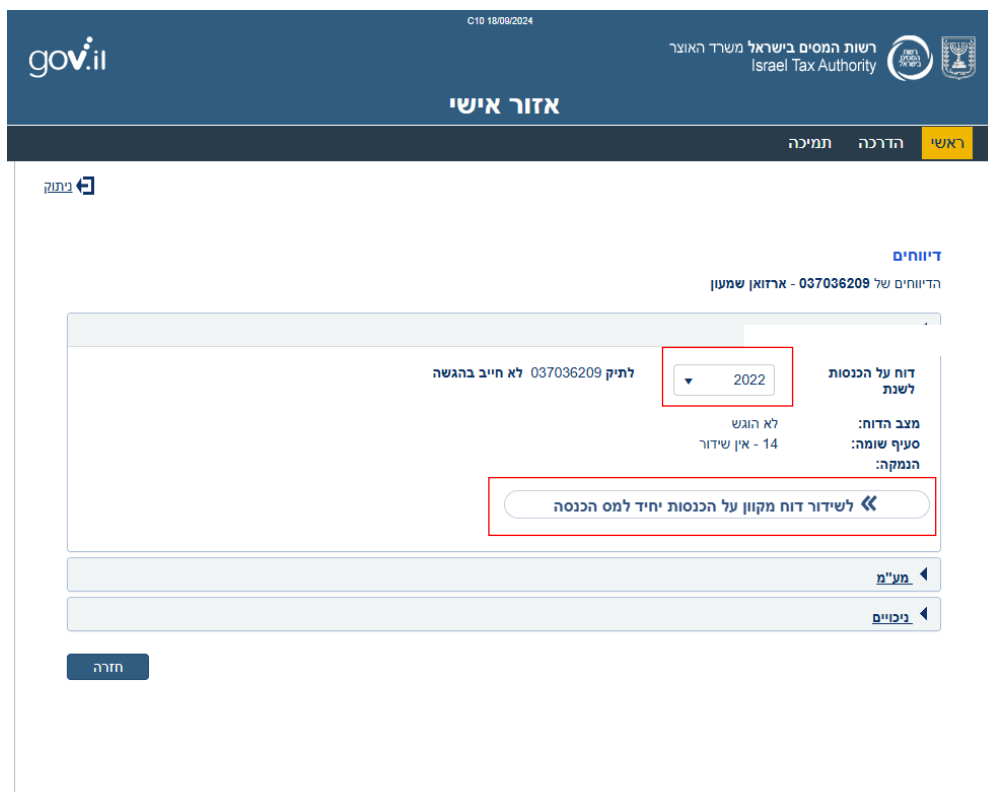 C10 18/09/2024
gov.il
רשות המסים בישראל משרד האוצר
Israel Tax Authority
אזור אישי
ראשי הדרכה תמיכה
ניתוק
דיווחים
הדיווחים של 037036209 - ארזואן שמעון
דוח על הכנסות לשנת
2022
לתיק 037036209 לא חייב בהגשה
מצב הדוח: לא הוגש
סעיף שומה: 14 - אין שידור
הנמקה:
לשידור דוח מקוון על הכנסות יחיד למס הכנסה
מע"מ
ניכויים
חזרה